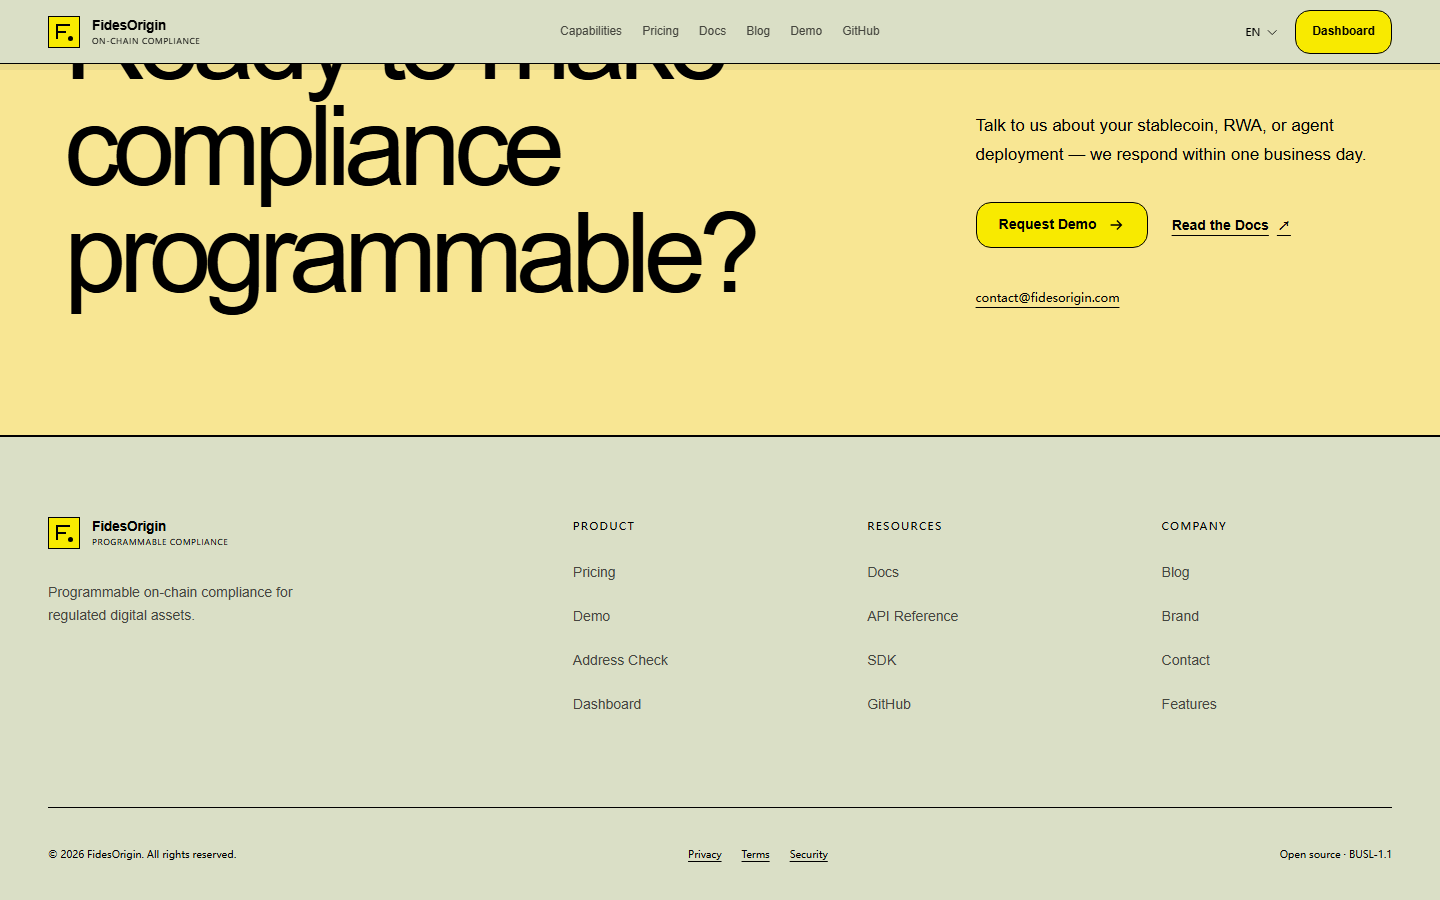 FidesOrigin
ON-CHAIN COMPLIANCE
Capabilities Pricing Docs Blog Demo GitHub
EN
Dashboard
Ready to make
compliance
programmable?
Talk to us about your stablecoin, RWA, or agent
deployment — we respond within one business day.
Request Demo →
Read the Docs ↗
contact@fidesorigin.com
F.
FidesOrigin
PROGRAMMABLE COMPLIANCE
Programmable on-chain compliance for
regulated digital assets.
PRODUCT
Pricing
Demo
Address Check
Dashboard
RESOURCES
Docs
API Reference
SDK
GitHub
COMPANY
Blog
Brand
Contact
Features
© 2026 FidesOrigin. All rights reserved.
Privacy Terms Security
Open source · BUSL-1.1